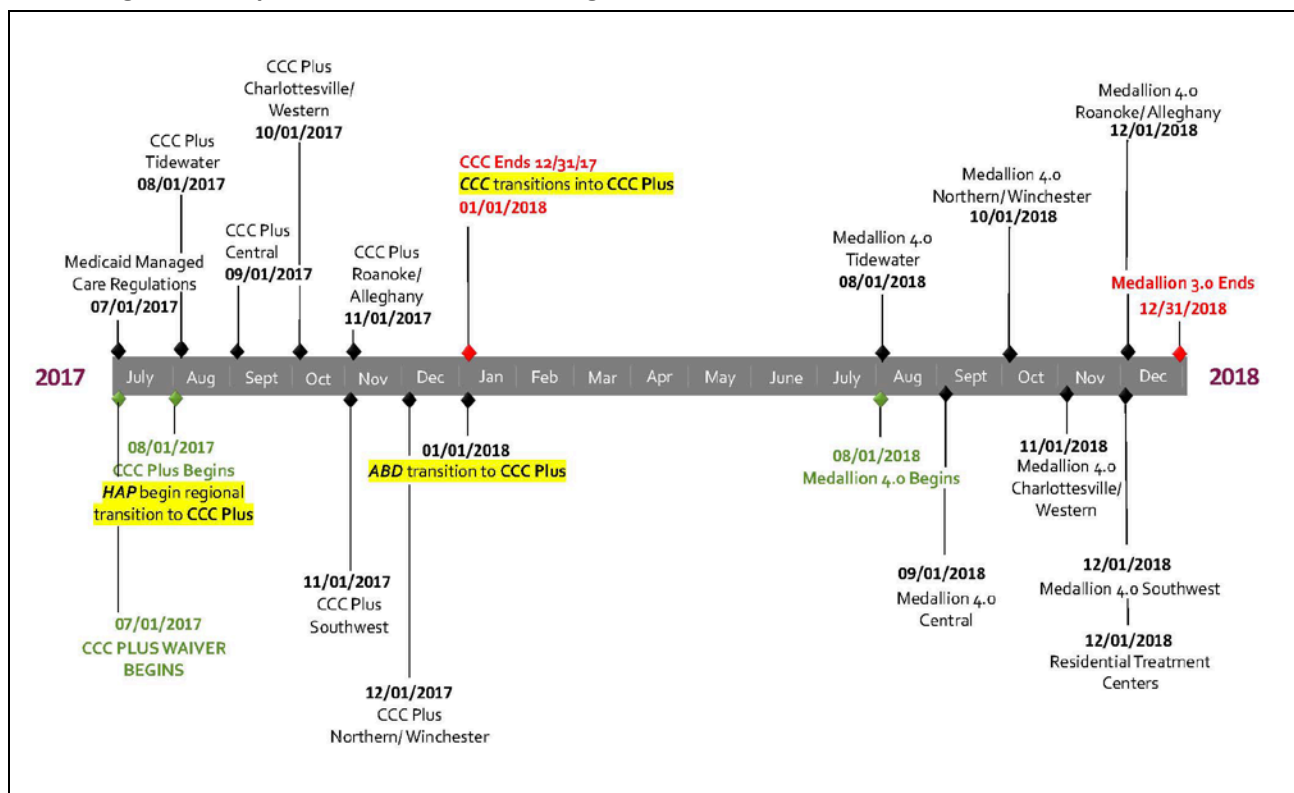 CCC Plus
Charlottesville/
Western
10/01/2017
CCC Plus
Tidewater
08/01/2017
CCC Plus
Central
09/01/2017
Medicaid Managed
Care Regulations
07/01/2017
CCC Plus
Roanoke/
Alleghany
11/01/2017
CCC Ends 12/31/17
CCC transitions into CCC Plus
01/01/2018
Medallion 4.0
Tidewater
08/01/2018
Medallion 4.0
Northern/Winchester
10/01/2018
Medallion 4.0
Roanoke/Alleghany
12/01/2018
Medallion 3.0 Ends
12/31/2018
2017 July Aug Sept Oct Nov Dec Jan Feb Mar Apr May June July Aug Sept Oct Nov Dec 2018
08/01/2017
CCC Plus Begins
HAP begin regional
transition to CCC Plus
07/01/2017
CCC PLUS WAIVER
BEGINS
11/01/2017
CCC Plus
Southwest
12/01/2017
CCC Plus
Northern/Winchester
01/01/2018
ABD transition to CCC Plus
08/01/2018
Medallion 4.0 Begins
09/01/2018
Medallion 4.0
Central
11/01/2018
Medallion 4.0
Charlottesville/
Western
12/01/2018
Medallion 4.0 Southwest
12/01/2018
Residential Treatment
Centers